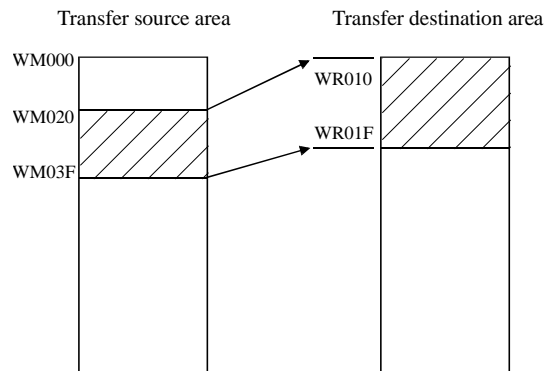 Transfer source area
Transfer destination area
WM000
WR010
WM020
WR01F
WM03F